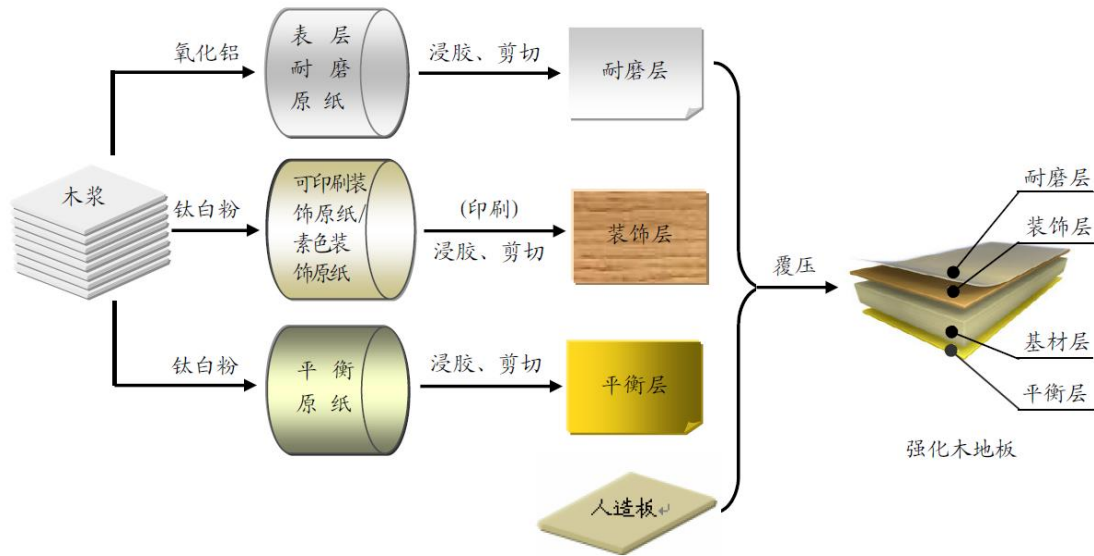 氧化铝
表 层
耐 磨
原 纸
浸胶、剪切
耐磨层
木浆
钛白粉
可印刷装
饰原纸/
素色装
饰原纸
(印刷)
浸胶、剪切
装饰层
钛白粉
平 衡
原 纸
浸胶、剪切
平衡层
人造板↵
覆压
耐磨层
装饰层
基材层
平衡层
强化木地板